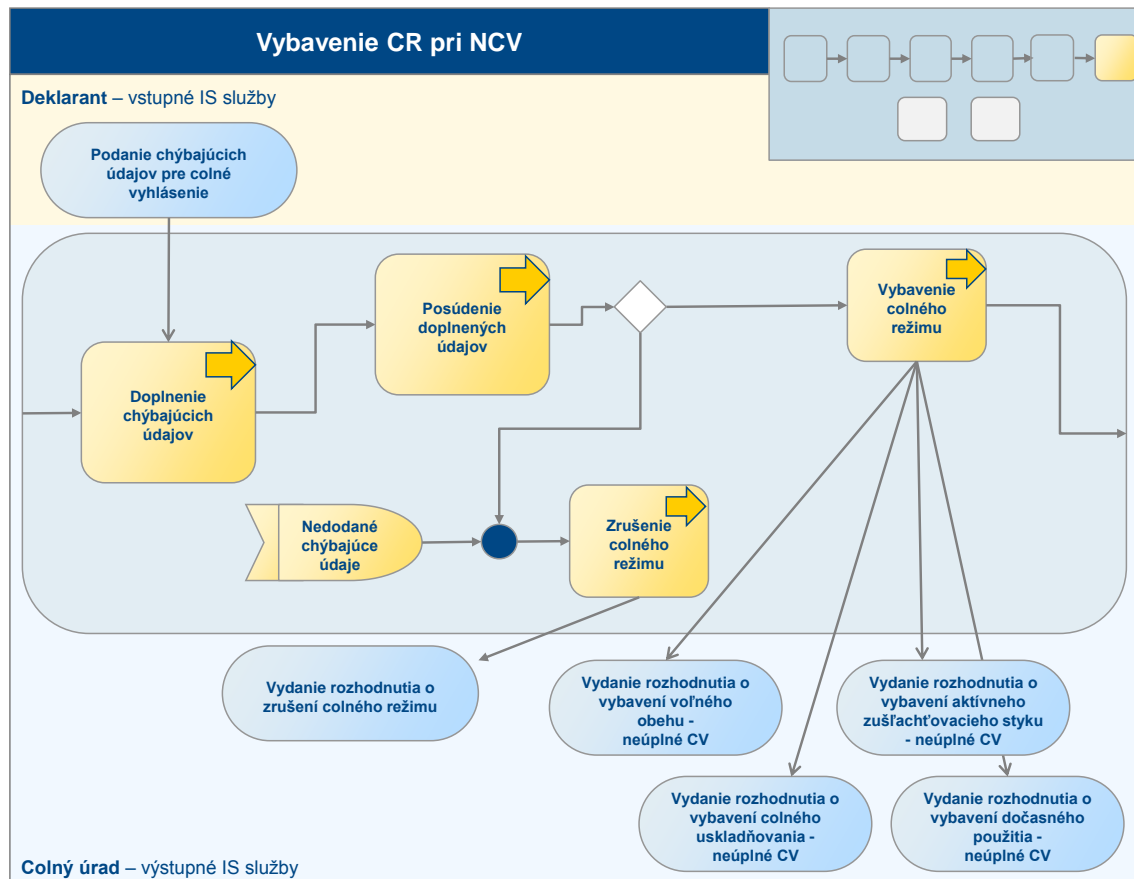 Vybavenie CR pri NCV
Deklarant – vstupné IS služby
Podanie chýbajúcich
údajov pre colné
vyhlásenie
Doplnenie
chýbajúcich
údajov
Posúdenie
doplnených
údajov
Vybavenie
colného
režimu
Nedodané
chýbajúce
údaje
Zrušenie
colného
režimu
Vydanie rozhodnutia o
zrušení colného režimu
Vydanie rozhodnutia o
vybavení voľného
obehu -
neúplné CV
Vydanie rozhodnutia o
vybavení aktívneho
zušľachťovacieho styku
- neúplné CV
Vydanie rozhodnutia o
vybavení colného
uskladňovania -
neúplné CV
Vydanie rozhodnutia o
vybavení dočasného
použitia -
neúplné CV
Colný úrad – výstupné IS služby